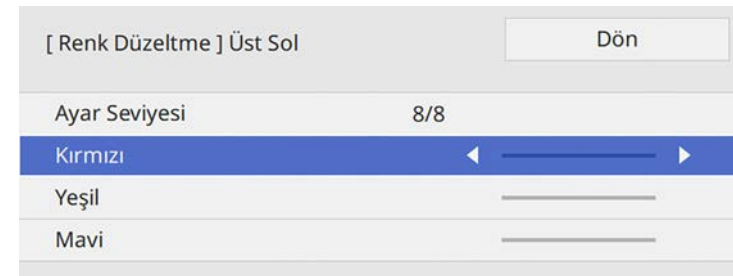 [ Renk Düzeltme ] Üst Sol
Dön
Ayar Seviyesi 8/8
Kırmızı
Yeşil
Mavi